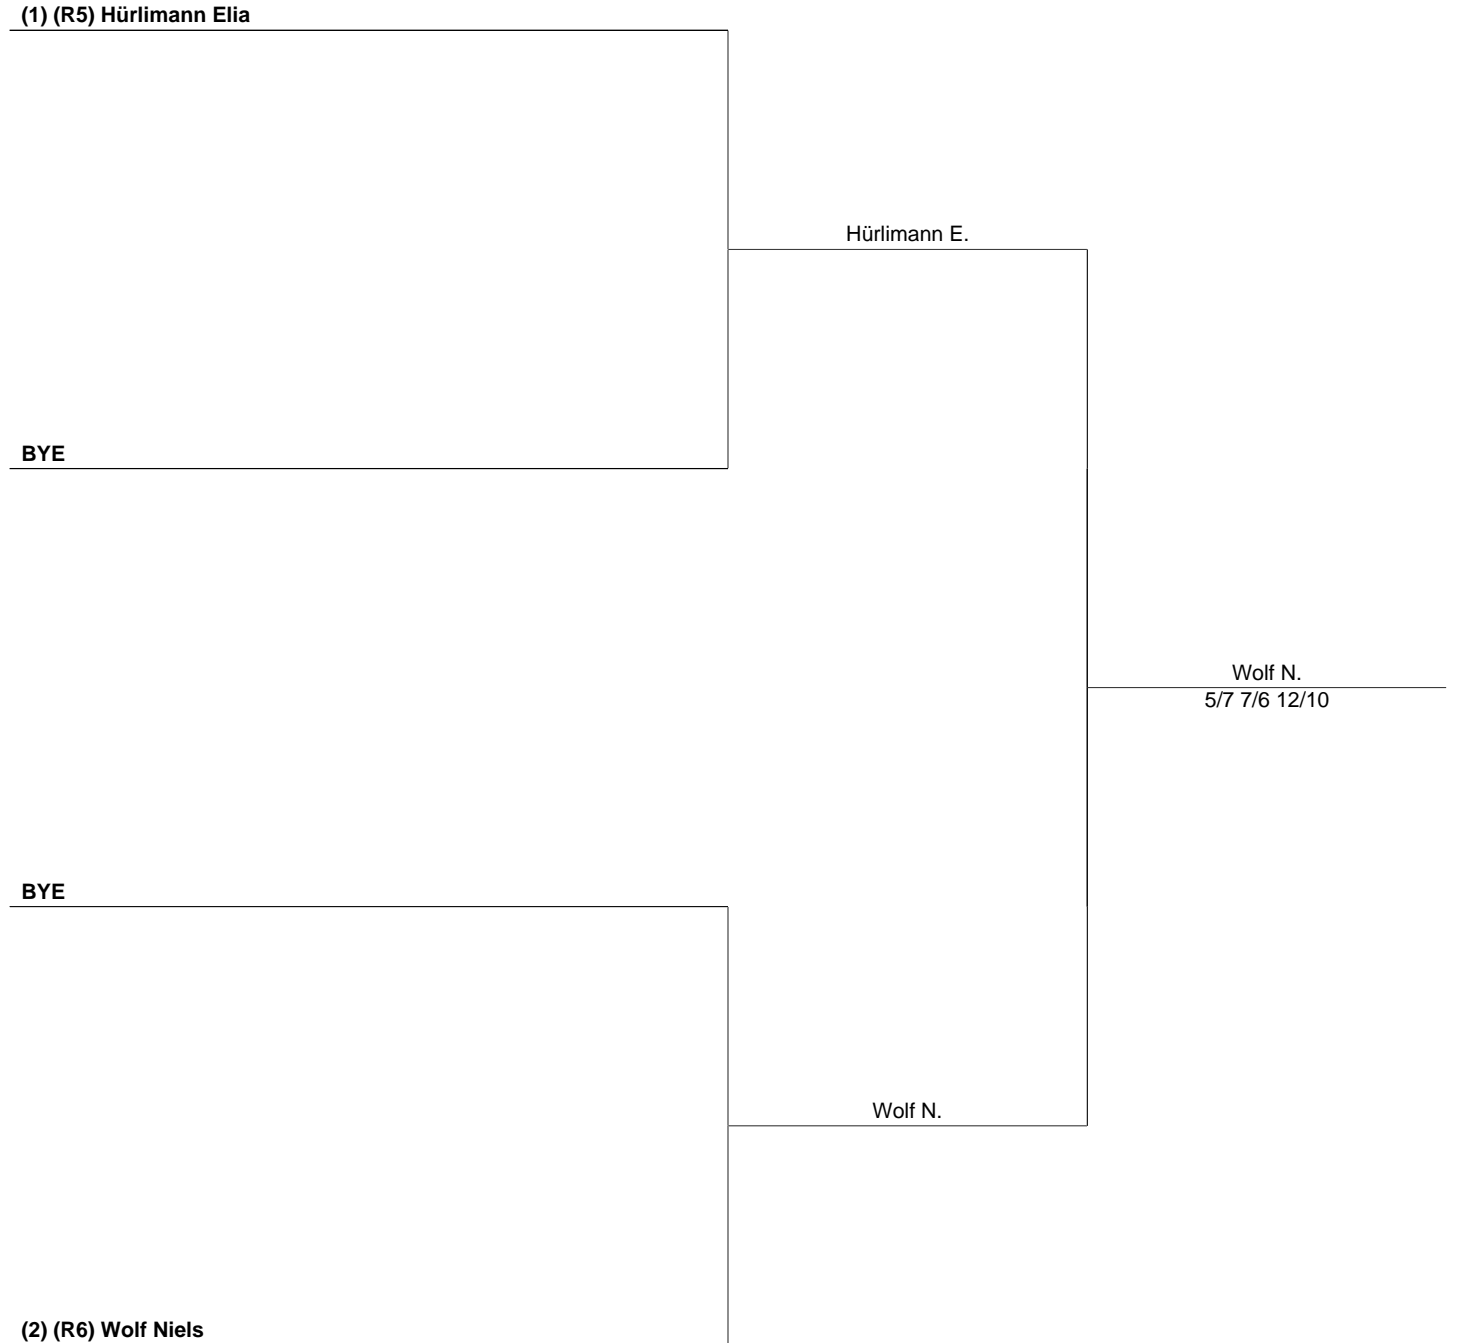 (1) (R5) Hürlimann Elia
Hürlimann E.
BYE
Wolf N.
5/7 7/6 12/10
BYE
Wolf N.
(2) (R6) Wolf Niels